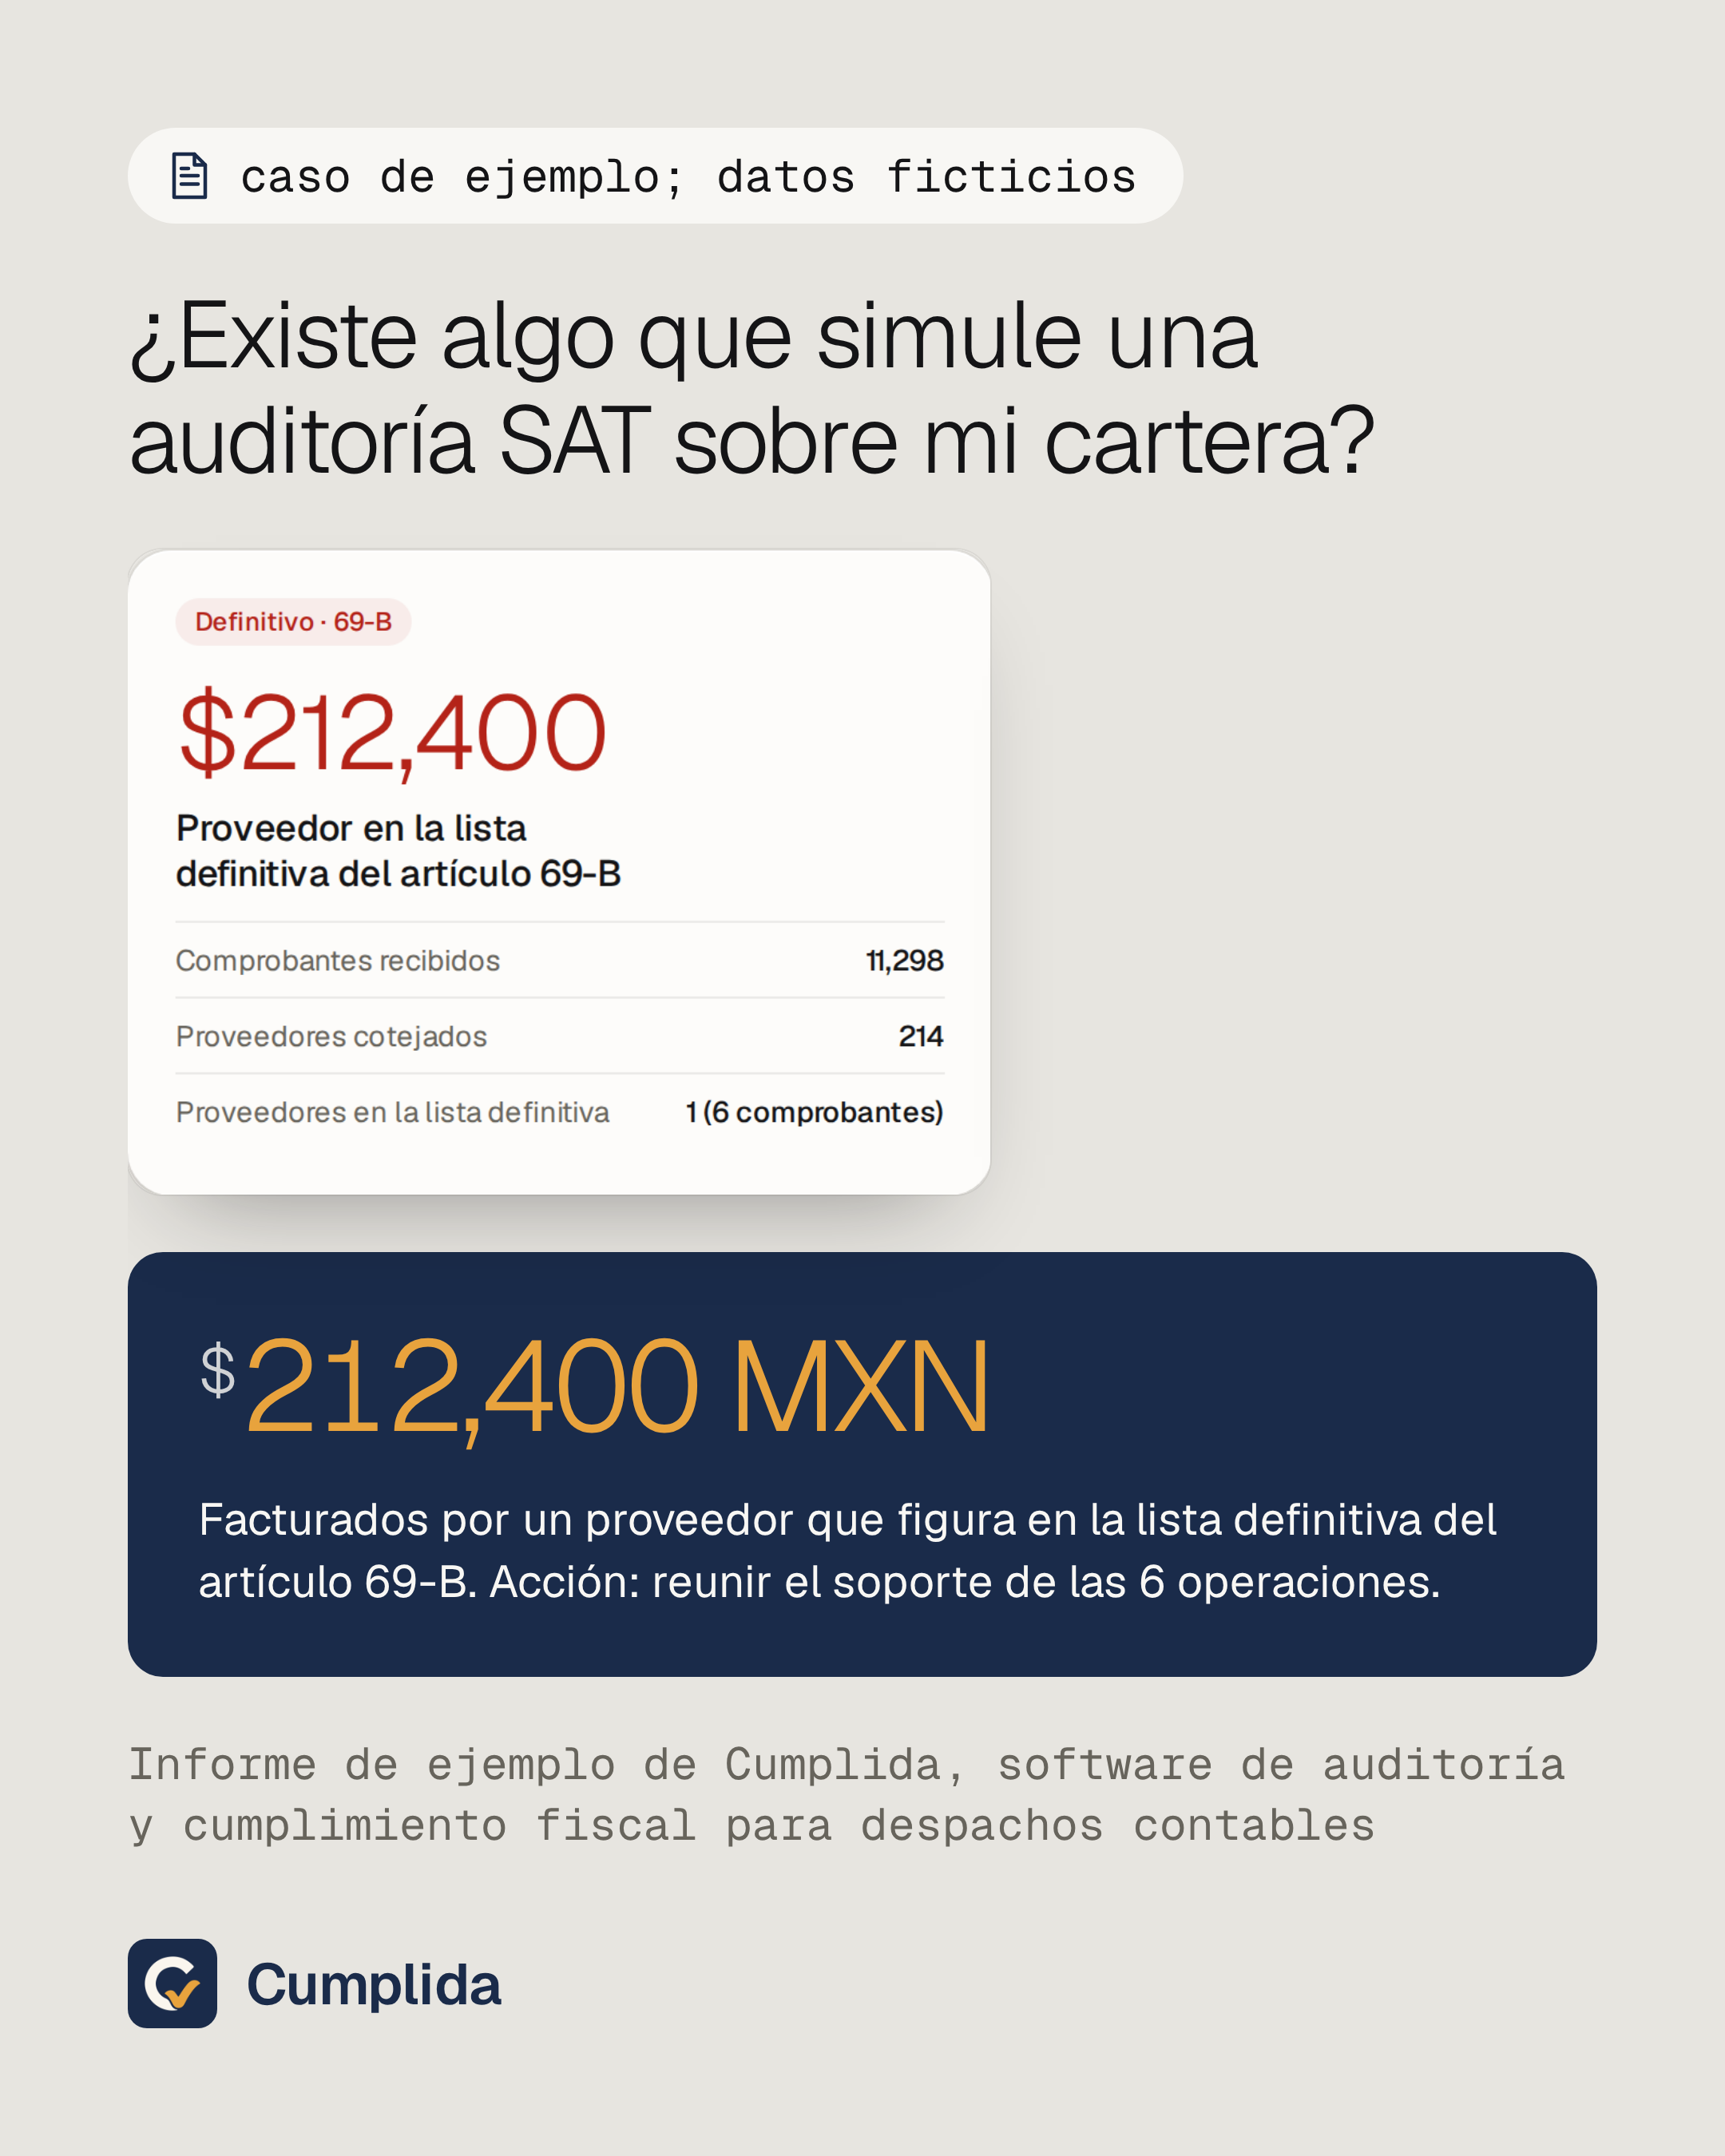 caso de ejemplo; datos ficticios
¿Existe algo que simule una
auditoría SAT sobre mi cartera?
Definitivo · 69-B
$212,400
Proveedor en la lista
definitiva del artículo 69-B
Comprobantes recibidos 11,298
Proveedores cotejados 214
Proveedores en la lista definitiva 1 (6 comprobantes)
$212,400 MXN
Facturados por un proveedor que figura en la lista definitiva del
artículo 69-B. Acción: reunir el soporte de las 6 operaciones.
Informe de ejemplo de Cumplida, software de auditoría
y cumplimiento fiscal para despachos contables
Cumplida